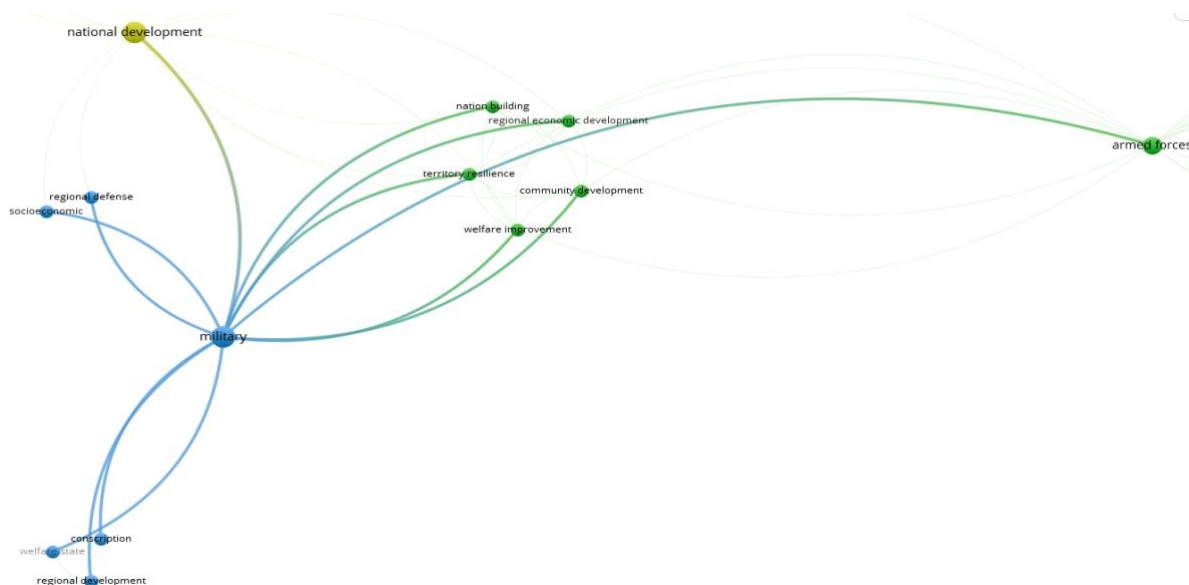 national development
nation building
regional economic development
armed forces
territory resilience
community development
regional defense
socioeconomic
welfare improvement
military
conscription
welfare state
regional development